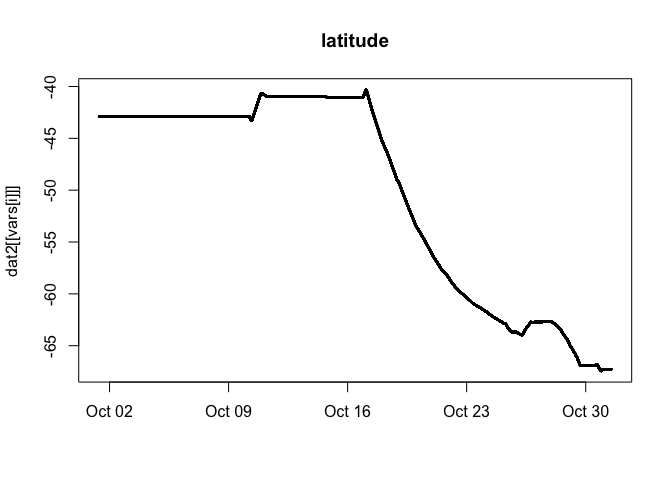 latitude
dat2[[vars[i]]]
-40
-45
-50
-55
-60
-65
Oct 02
Oct 09
Oct 16
Oct 23
Oct 30